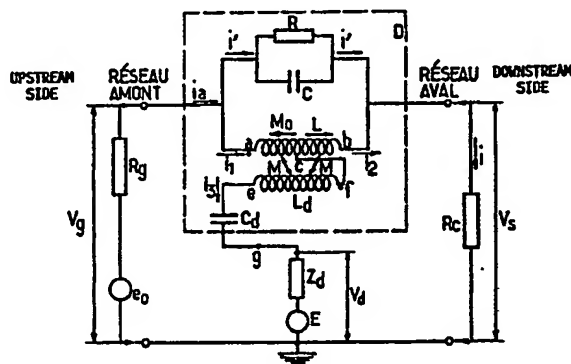 R
D
i' i'
C
UPSTREAM SIDE
RÉSEAU AMONT
ia
RÉSEAU AVAL
DOWNSTREAM SIDE
Mo L
a b
i1 c i2
M M
i3 e f
Ld
Cd
Rg
Vg
eo
g
Zd
Vd
E
i
Rc
Vs